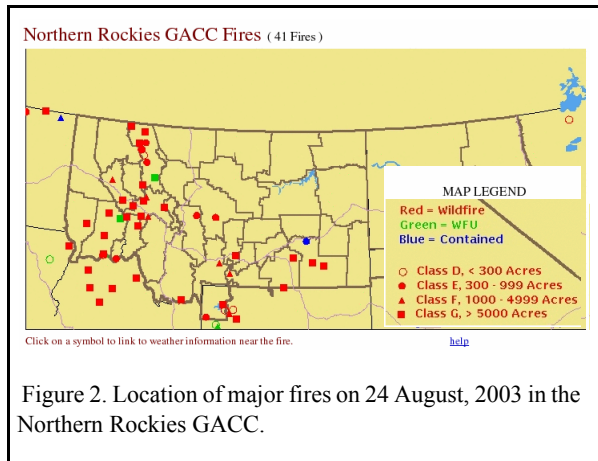 Northern Rockies GACC Fires ( 41 Fires )
MAP LEGEND
Red = Wildfire
Green = WFU
Blue = Contained
Class D, < 300 Acres
Class E, 300 - 999 Acres
Class F, 1000 - 4999 Acres
Class G, > 5000 Acres
Click on a symbol to link to weather information near the fire. help
Figure 2. Location of major fires on 24 August, 2003 in the
Northern Rockies GACC.